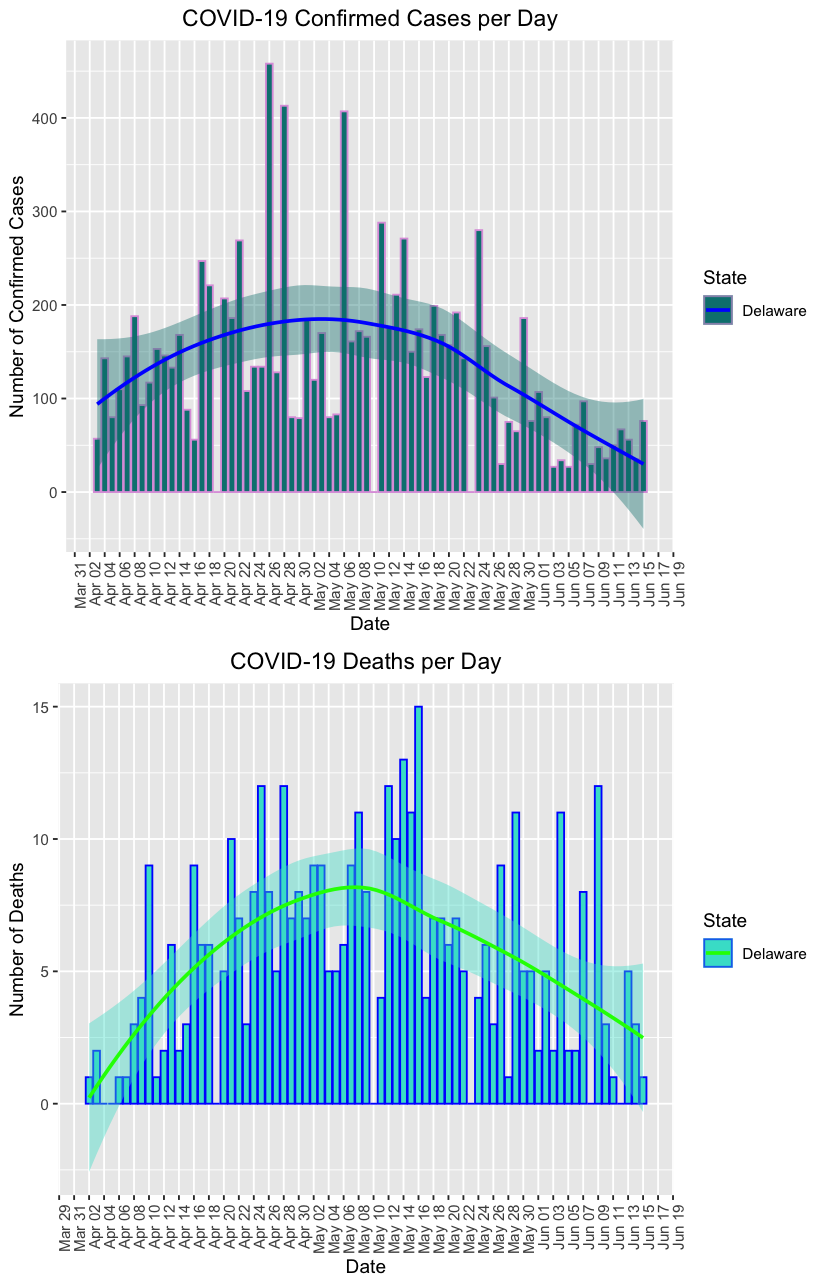 COVID-19 Confirmed Cases per Day
Number of Confirmed Cases
400
300
200
100
0
Mar 31
Apr 02
Apr 04
Apr 06
Apr 08
Apr 10
Apr 12
Apr 14
Apr 16
Apr 18
Apr 20
Apr 22
Apr 24
Apr 26
Apr 28
Apr 30
May 02
May 04
May 06
May 08
May 10
May 12
May 14
May 16
May 18
May 20
May 22
May 24
May 26
May 28
May 30
Jun 01
Jun 03
Jun 05
Jun 07
Jun 09
Jun 11
Jun 13
Jun 15
Jun 17
Jun 19
Date
State
Delaware
COVID-19 Deaths per Day
Number of Deaths
15
10
5
0
Mar 29
Mar 31
Apr 02
Apr 04
Apr 06
Apr 08
Apr 10
Apr 12
Apr 14
Apr 16
Apr 18
Apr 20
Apr 22
Apr 24
Apr 26
Apr 28
Apr 30
May 02
May 04
May 06
May 08
May 10
May 12
May 14
May 16
May 18
May 20
May 22
May 24
May 26
May 28
May 30
Jun 01
Jun 03
Jun 05
Jun 07
Jun 09
Jun 11
Jun 13
Jun 15
Jun 17
Jun 19
Date
State
Delaware